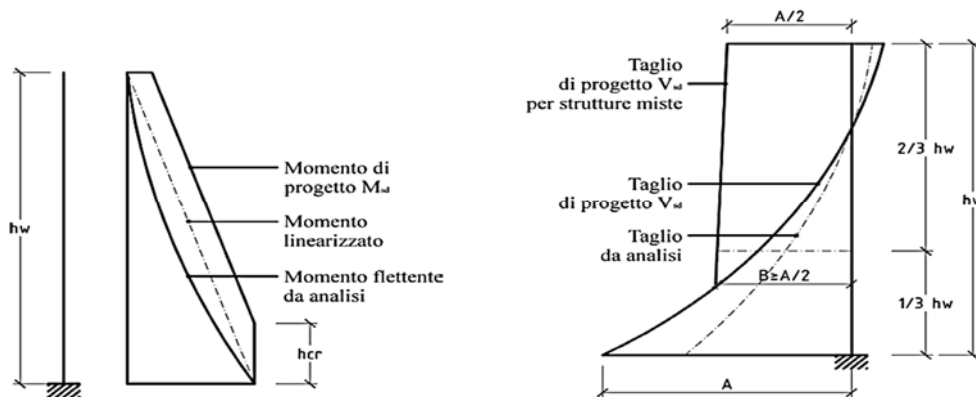 hw
Momento di
progetto Msd
Momento
linearizzato
Momento flettente
da analisi
hcr
A/2
Taglio
di progetto Vsd
per strutture miste
Taglio
di progetto Vsd
Taglio
da analisi
B≥A/2
A
2/3 hw
1/3 hw